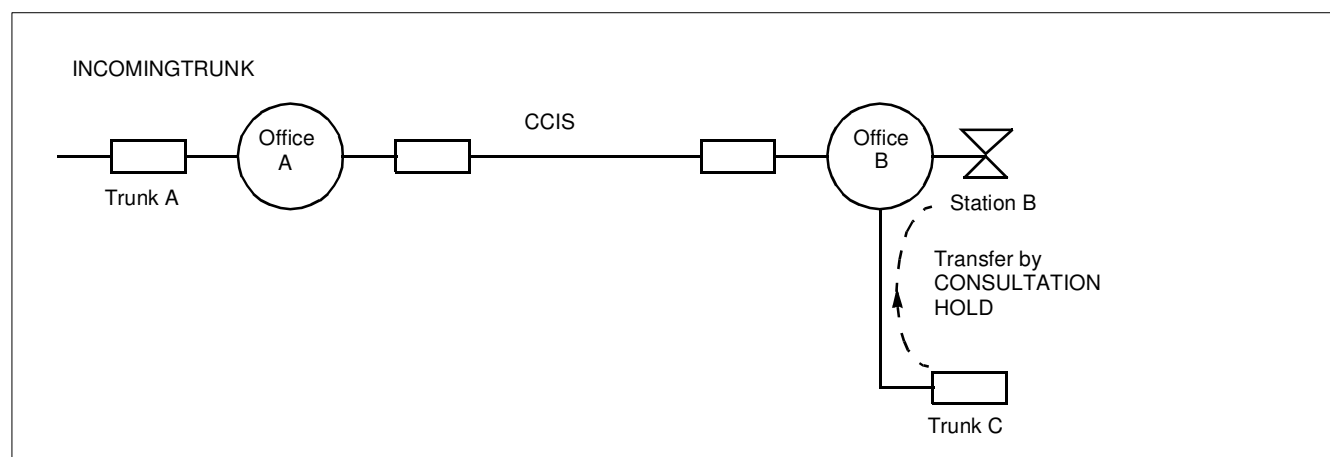 INCOMINGTRUNK
CCIS
Office
A
Office
B
Trunk A
Station B
Transfer by
CONSULTATION
HOLD
Trunk C